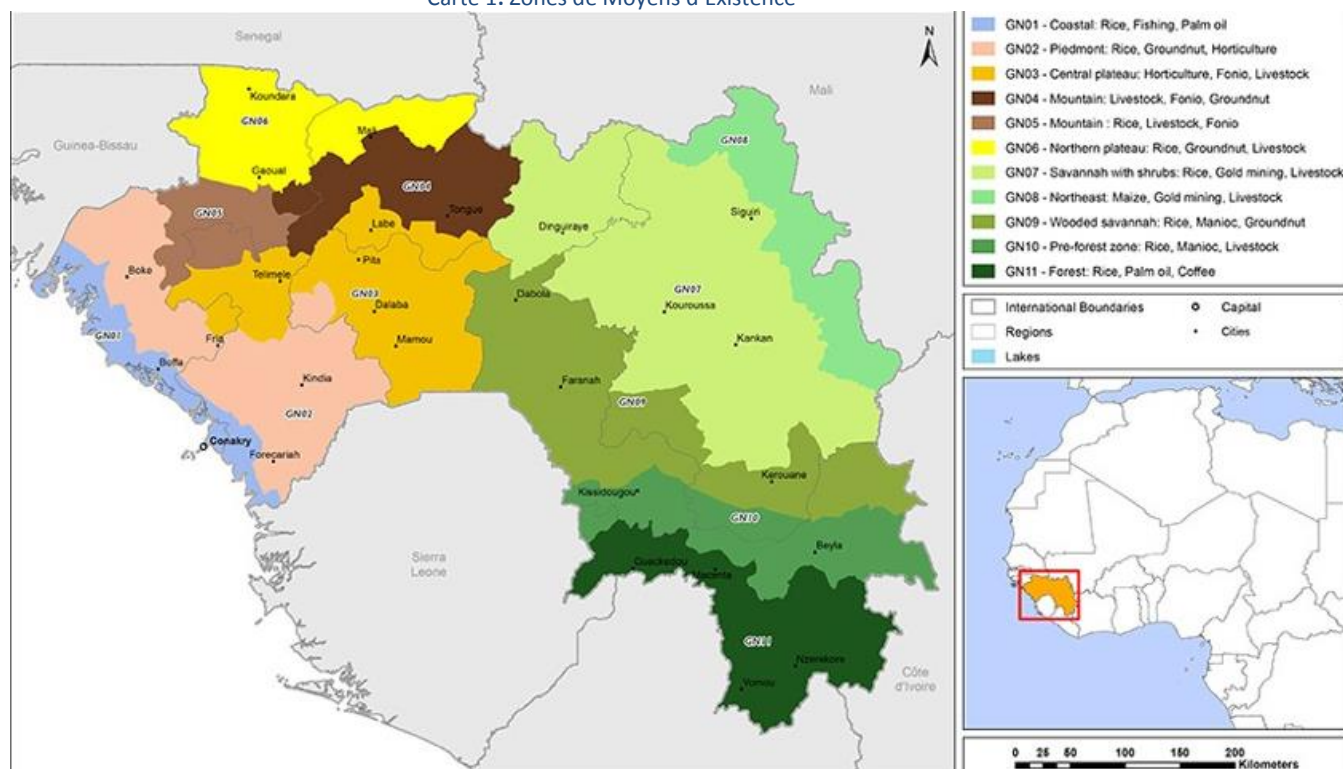 Carte 1. Zones de Moyens d'Existence
Senegal
N
Mali
Guinea-Bissau
Koundara
GN06
Mali
Gaoual
GN08
GN04
GN05
Tongue
Siguiri
Labe
Dinguiraye
Pita
Boke
Telimele
GN03
GN07
Dabola
Dalaba
Kouroussa
GN01
Fria
Mamou
Kankan
Buffa
Kindia
Faranah
GN09
GN02
Conakry
Forecariah
Kerouane
Kissidougou
GN10
Beyla
Sierra
Leone
Guackedou
Macenta
GN11
Nzerekore
Côte
d'Ivoire
Yomou
GN01 - Coastal: Rice, Fishing, Palm oil
GN02 - Piedmont: Rice, Groundnut, Horticulture
GN03 - Central plateau: Horticulture, Fonio, Livestock
GN04 - Mountain: Livestock, Fonio, Groundnut
GN05 - Mountain : Rice, Livestock, Fonio
GN06 - Northern plateau: Rice, Groundnut, Livestock
GN07 - Savannah with shrubs: Rice, Gold mining, Livestock
GN08 - Northeast: Maize, Gold mining, Livestock
GN09 - Wooded savannah: Rice, Manioc, Groundnut
GN10 - Pre-forest zone: Rice, Manioc, Livestock
GN11 - Forest: Rice, Palm oil, Coffee
International Boundaries
Capital
Regions
Cities
Lakes
0 25 50 100 150 200
Kilometers